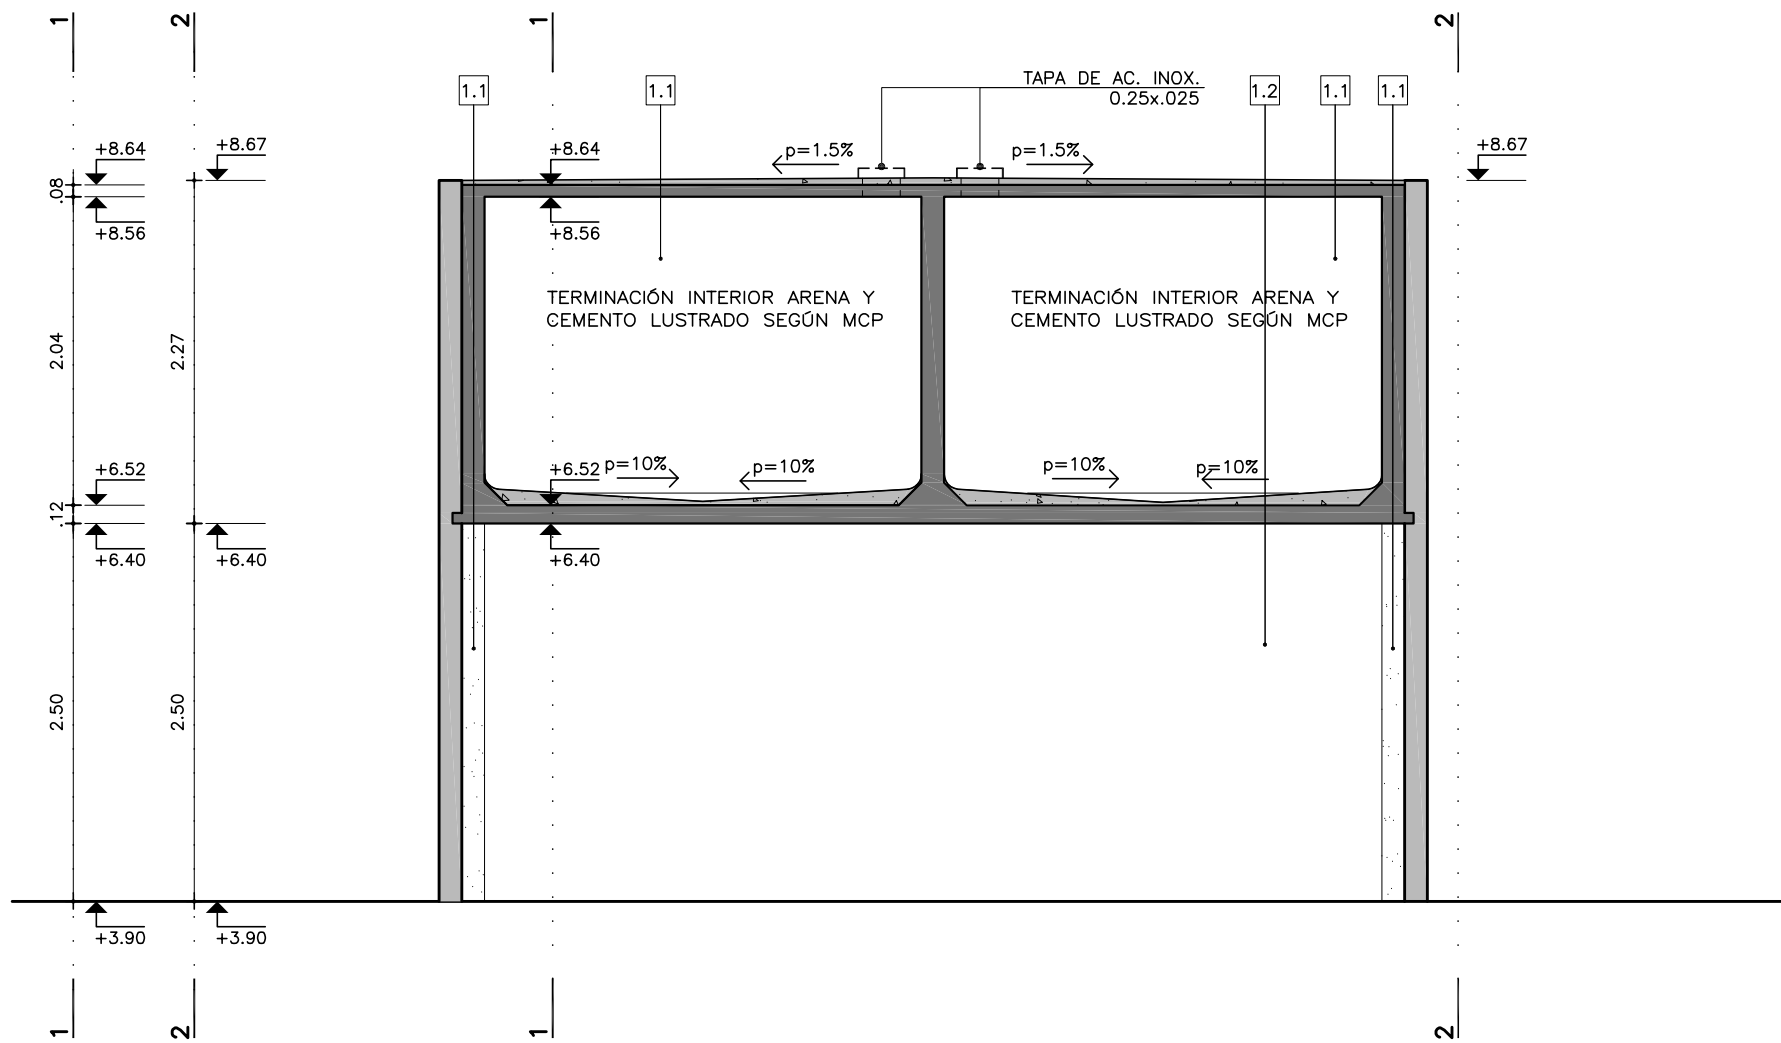 1
2
1
2
TAPA DE AC. INOX.
0.25x.025
1.1
1.1
1.2
1.1
1.1
+8.64
+8.67
+8.64
p=1.5%
p=1.5%
+8.67
.08
+8.56
+8.56
TERMINACIÓN INTERIOR ARENA Y
CEMENTO LUSTRADO SEGÚN MCP
TERMINACIÓN INTERIOR ARENA Y
CEMENTO LUSTRADO SEGÚN MCP
2.04
2.27
+6.52
+6.52
p=10%
p=10%
p=10%
p=10%
.12
+6.40
+6.40
+6.40
2.50
2.50
+3.90
+3.90
1
2
1
2